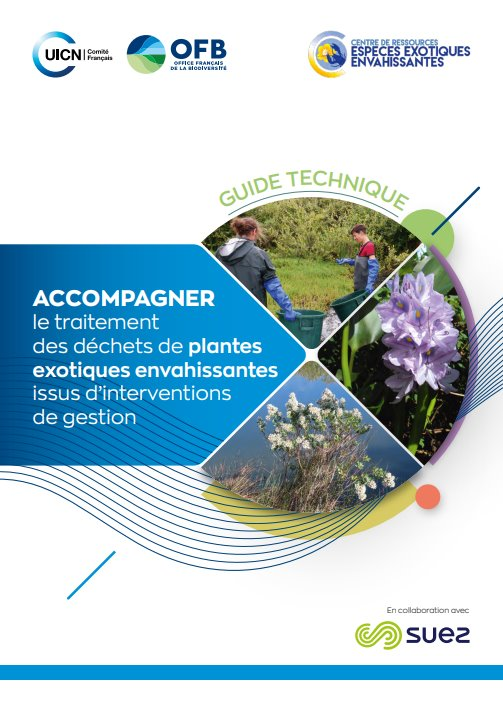 UICN
Comité
Français
OFB
OFFICE FRANÇAIS
DE LA BIODIVERSITÉ
CENTRE DE RESSOURCES
ESPÈCES EXOTIQUES
ENVAHISSANTES
GUIDE TECHNIQUE
ACCOMPAGNER
le traitement
des déchets de plantes
exotiques envahissantes
issus d'interventions
de gestion
En collaboration avec
suez